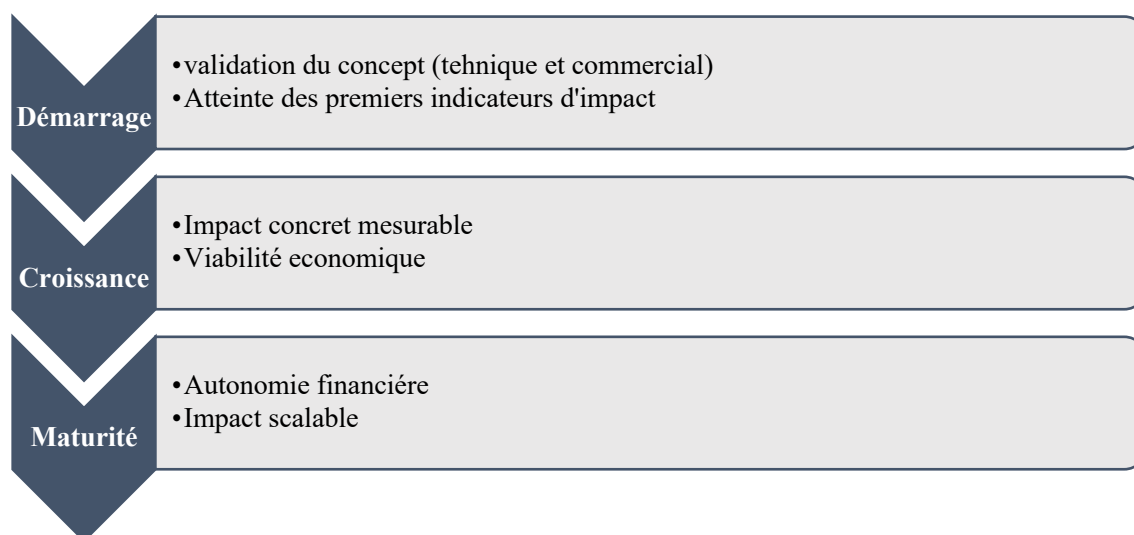 Démarrage
•validation du concept (tehnique et commercial)
•Atteinte des premiers indicateurs d'impact
Croissance
•Impact concret mesurable
•Viabilité economique
Maturité
•Autonomie financiére
•Impact scalable